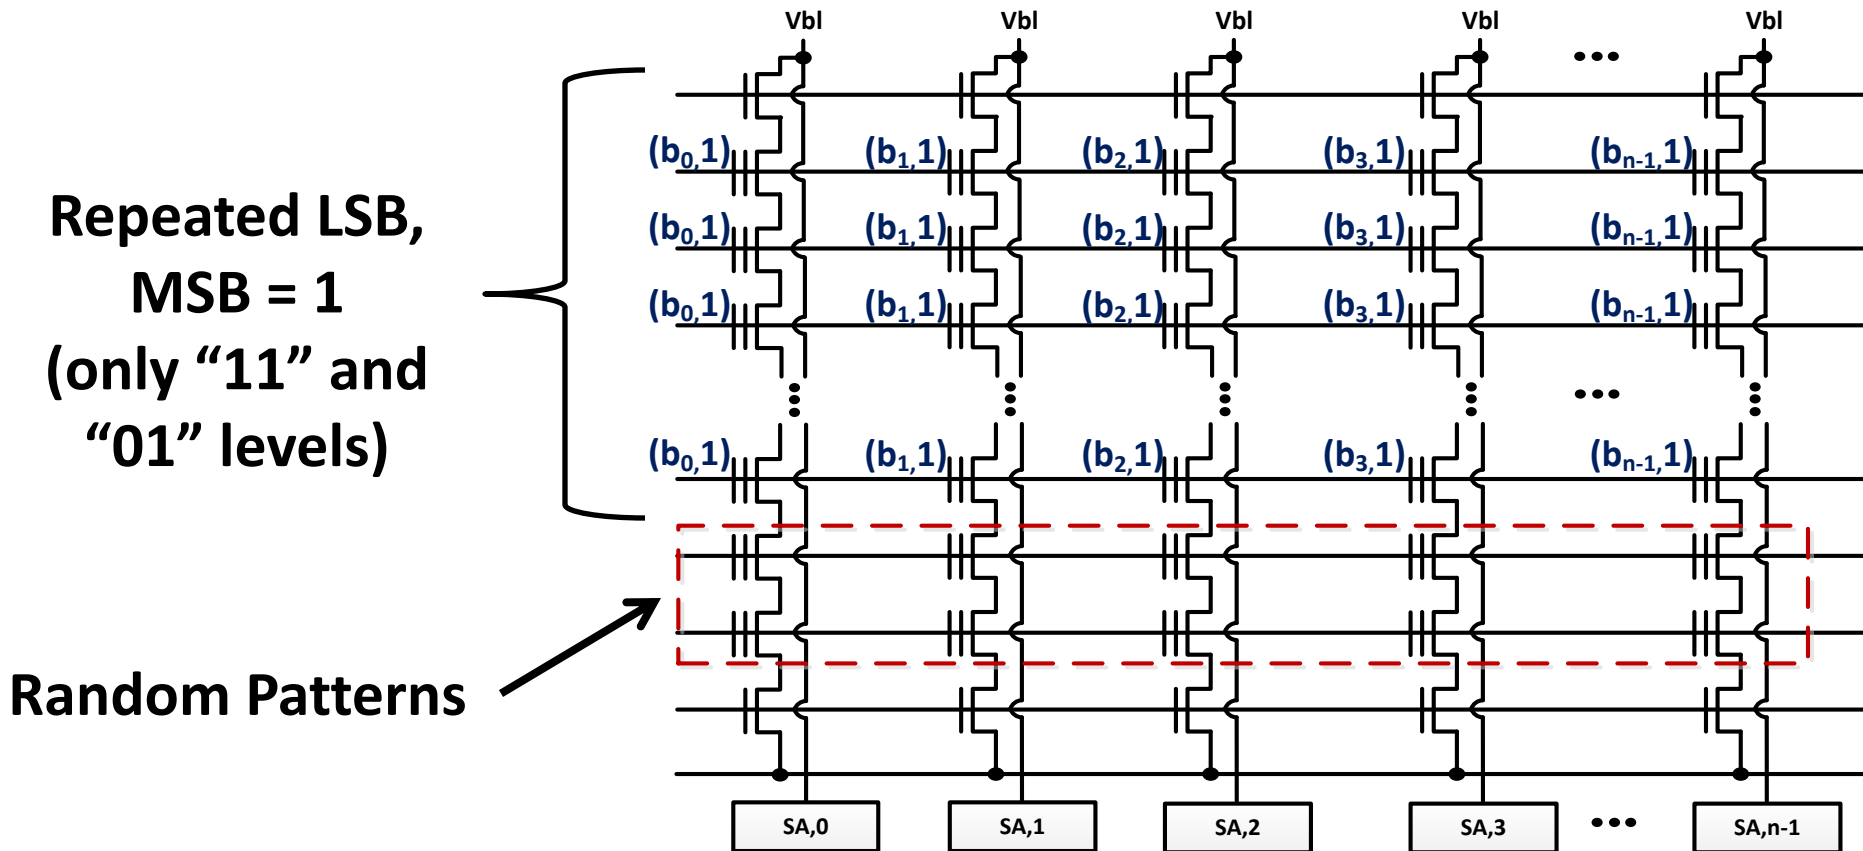 Vbl Vbl Vbl Vbl Vbl
(b0,1) (b1,1) (b2,1) (b3,1) (bn-1,1)
(b0,1) (b1,1) (b2,1) (b3,1) (bn-1,1)
(b0,1) (b1,1) (b2,1) (b3,1) (bn-1,1)
(b0,1) (b1,1) (b2,1) (b3,1) (bn-1,1)
Repeated LSB,
MSB = 1
(only “11” and
“01” levels)
Random Patterns
SA,0 SA,1 SA,2 SA,3 ••• SA,n-1